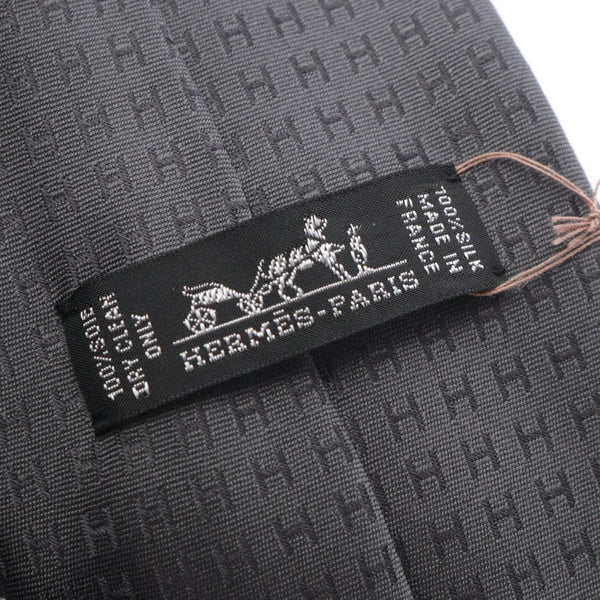 100%SOIE
DRY CLEAN
ONLY
HERMÈS-PARIS
100%SILK
MADE IN
FRANCE